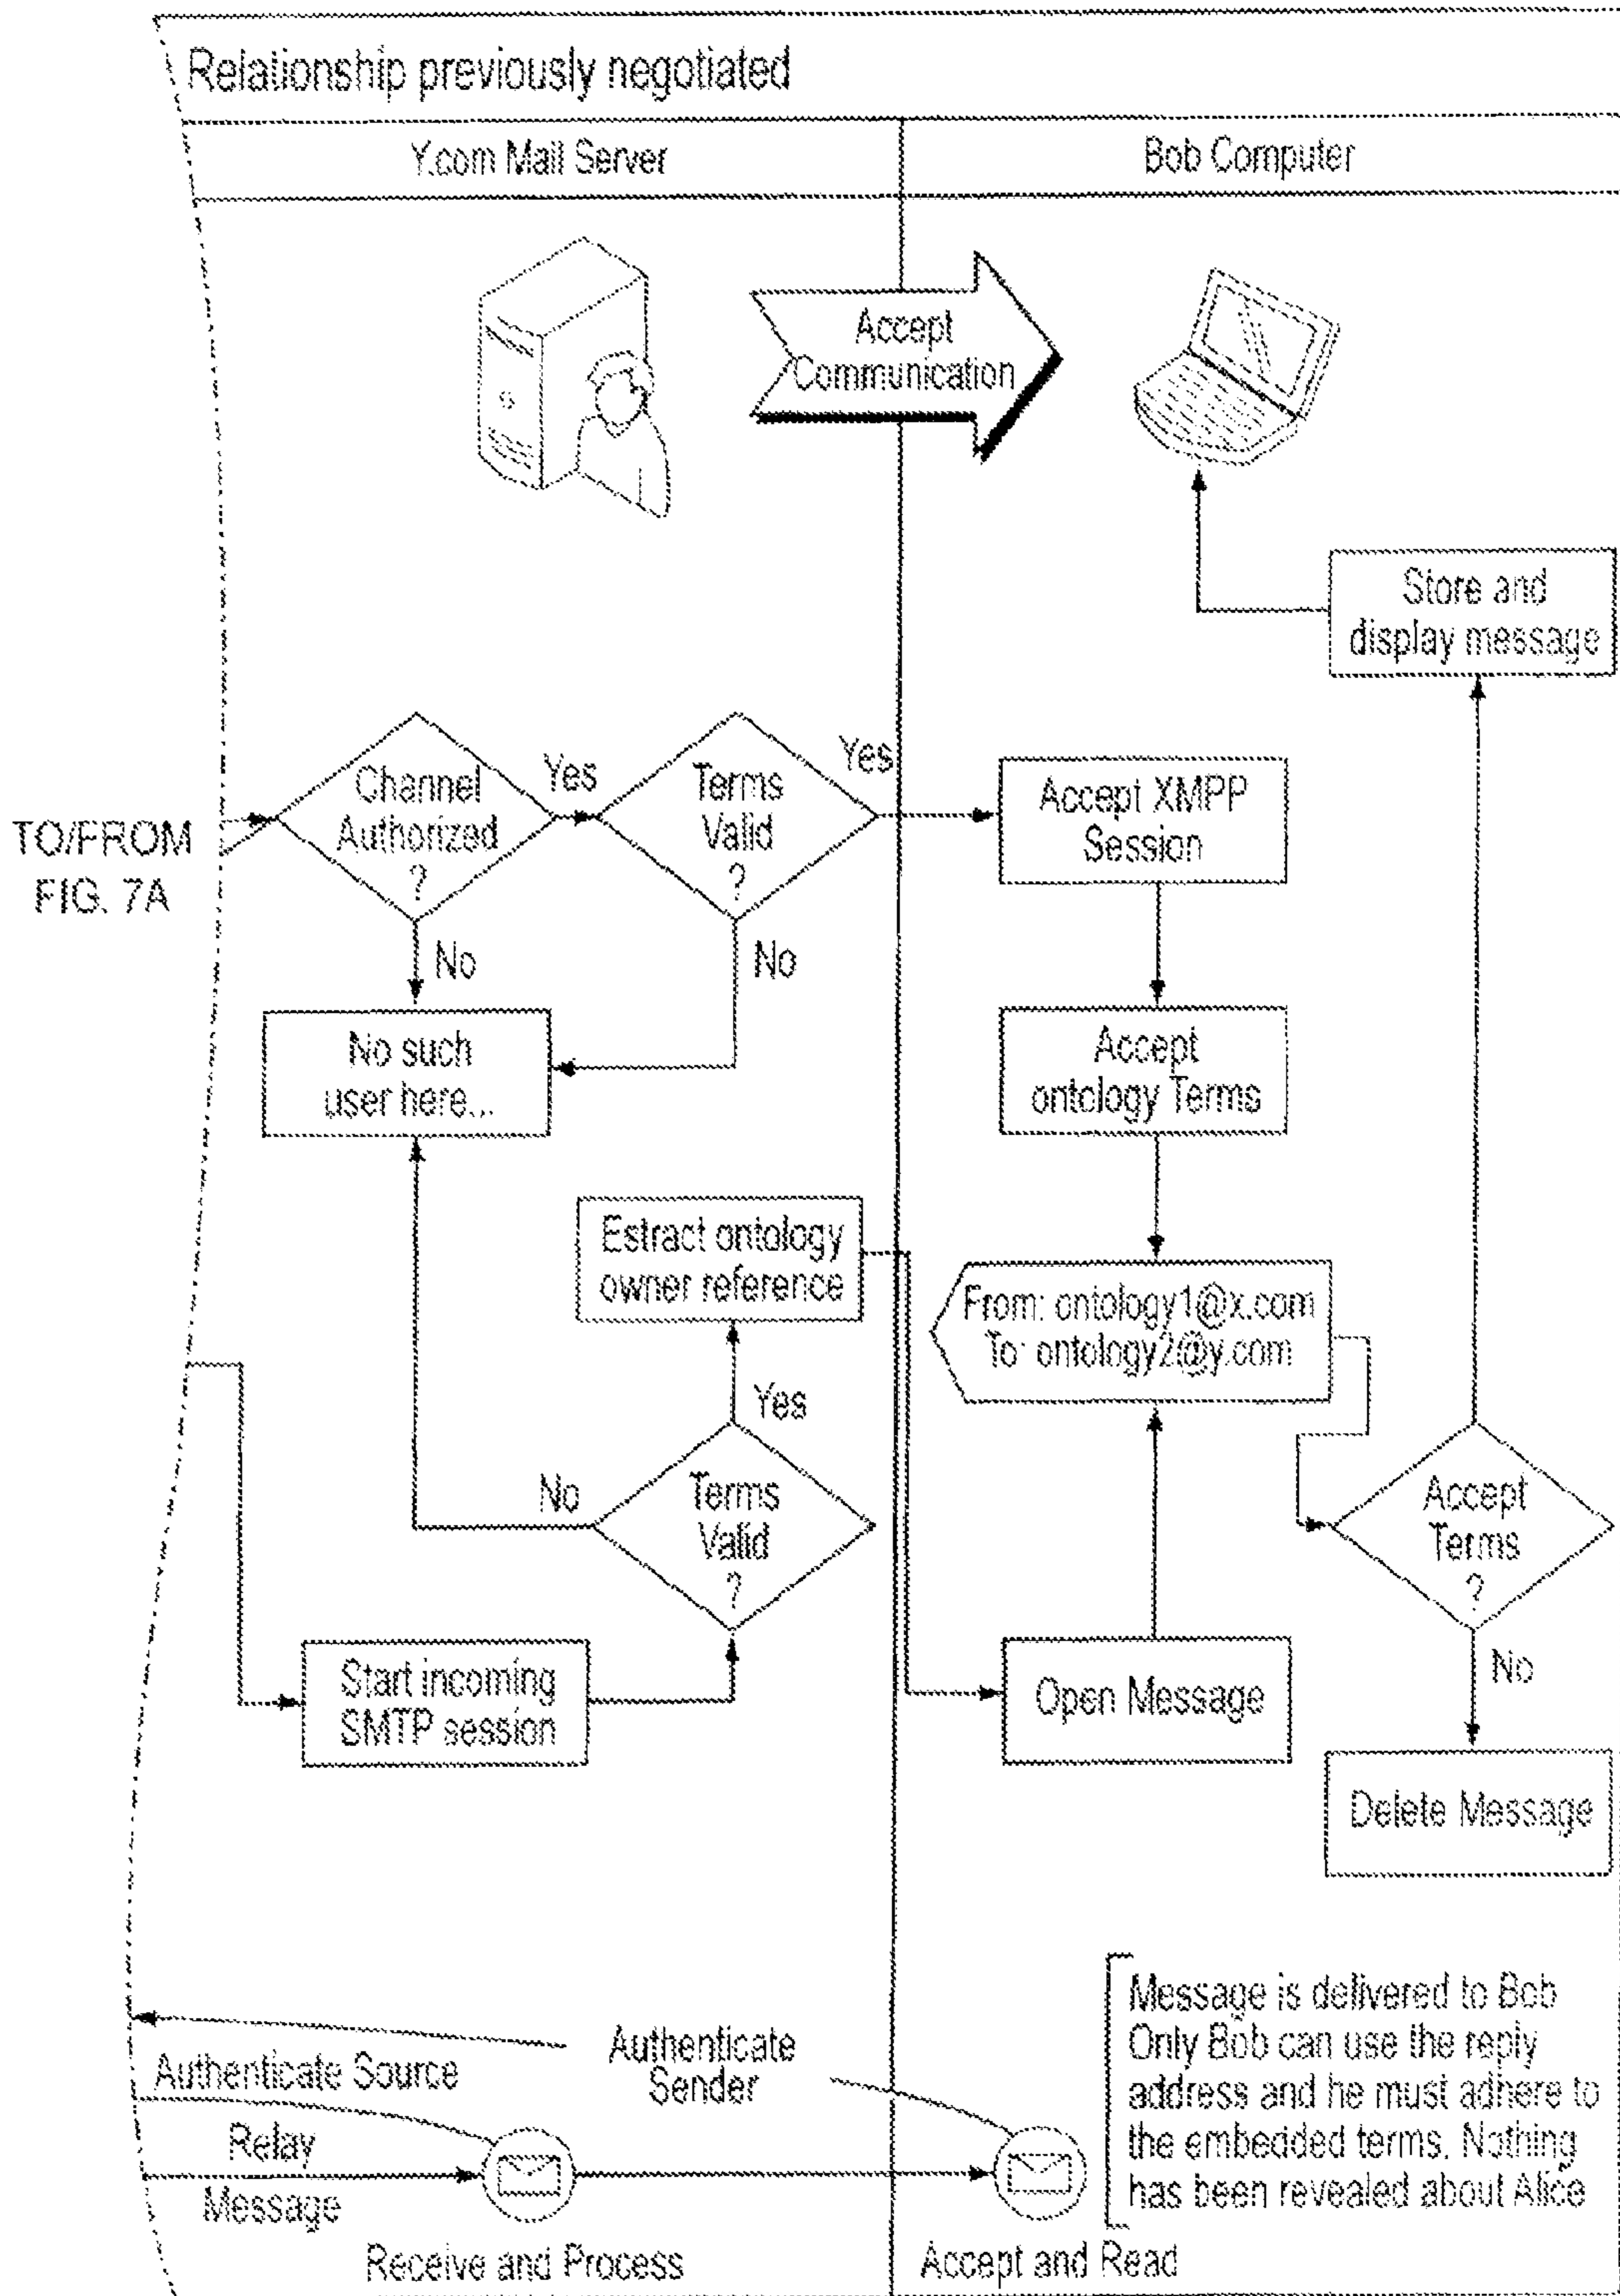 Relationship previously negotiated
Y.com Mail Server
Bob Computer
Accept
Communication
Store and
display message
TO/FROM
FIG. 7A
Channel
Authorized
?
Yes
Terms
Valid
?
Yes
Accept XMPP
Session
No
No
No such
user here...
Accept
ontology Terms
Estract ontology
owner reference
From: ontology1@x.com
To: ontology2@y.com
Yes
No
Terms
Valid
?
Accept
Terms
?
Start incoming
SMTP session
Open Message
No
Delete Message
Authenticate Source
Authenticate
Sender
Relay
Message
Message is delivered to Bob
Only Bob can use the reply
address and he must adhere to
the embedded terms. Nothing
has been revealed about Alice
Receive and Process
Accept and Read